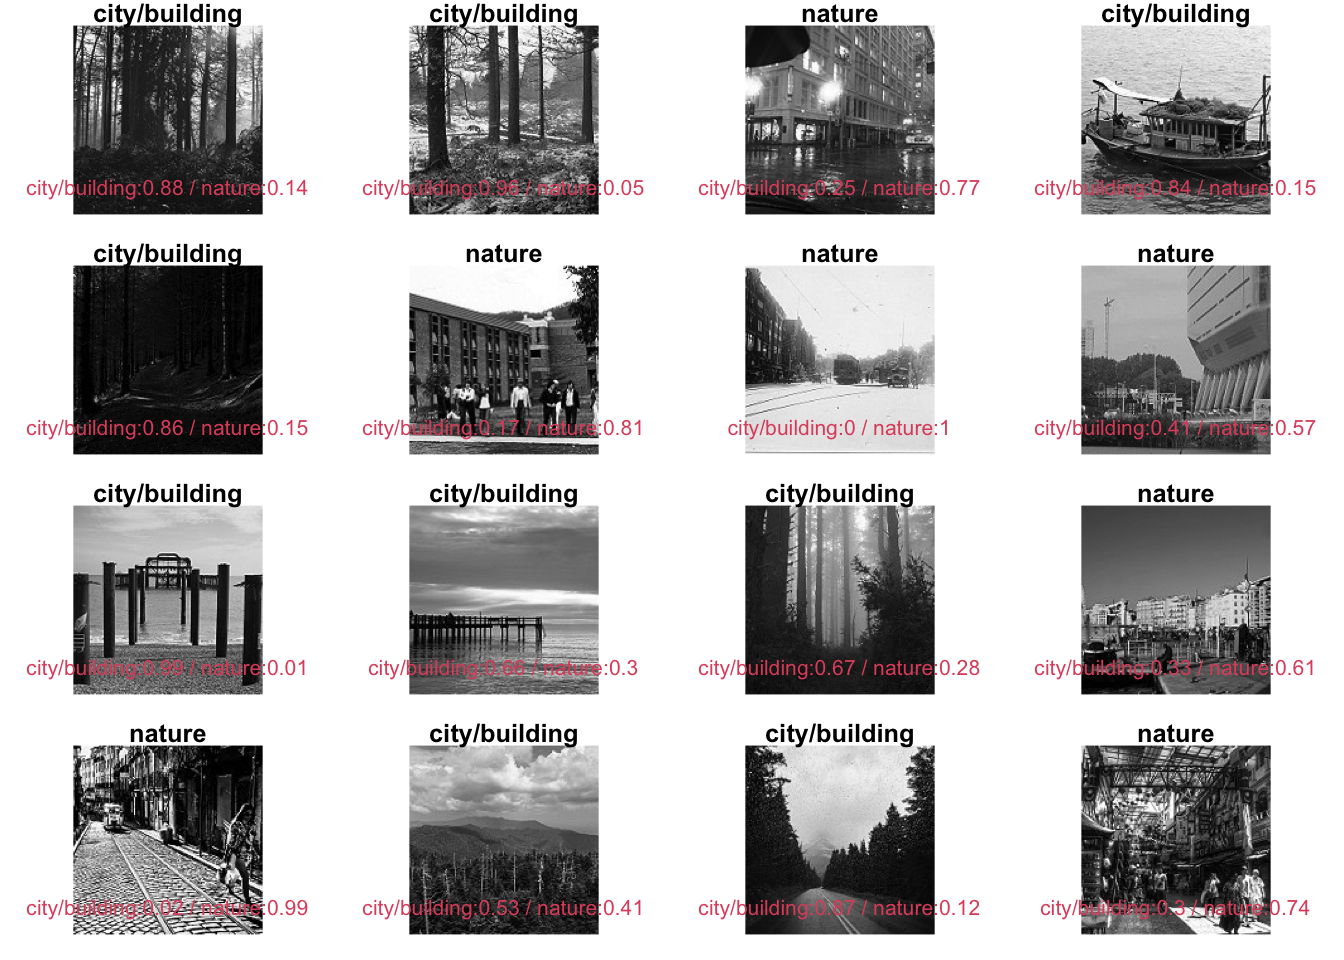 city/building
city/building
nature
city/building
city/building:0.88 / nature:0.14
city/building:0.96 / nature:0.05
city/building:0.25 / nature:0.77
city/building:0.84 / nature:0.15
city/building
nature
nature
nature
city/building:0.86 / nature:0.15
city/building:0.17 / nature:0.81
city/building:0 / nature:1
city/building:0.41 / nature:0.57
city/building
city/building
city/building
nature
city/building:0.99 / nature:0.01
city/building:0.66 / nature:0.3
city/building:0.67 / nature:0.28
city/building:0.33 / nature:0.61
nature
city/building
city/building
nature
city/building:0.02 / nature:0.99
city/building:0.53 / nature:0.41
city/building:0.87 / nature:0.12
city/building:0.3 / nature:0.74